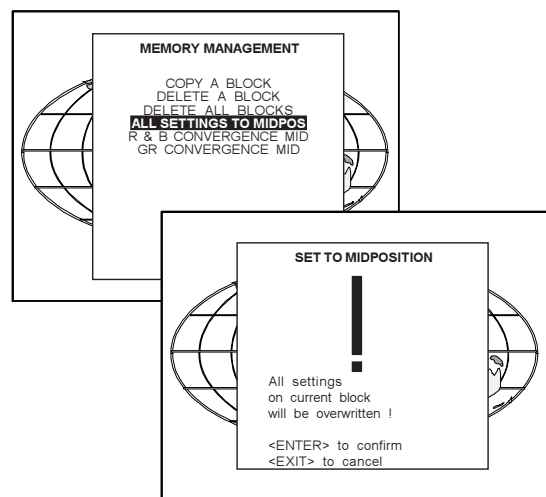 MEMORY MANAGEMENT
COPY A BLOCK
DELETE A BLOCK
DELETE ALL BLOCKS
ALL SETTINGS TO MIDPOS
R & B CONVERGENCE MID
GR CONVERGENCE MID
SET TO MIDPOSITION
!
All settings
on current block
will be overwritten !
<ENTER> to confirm
<EXIT> to cancel